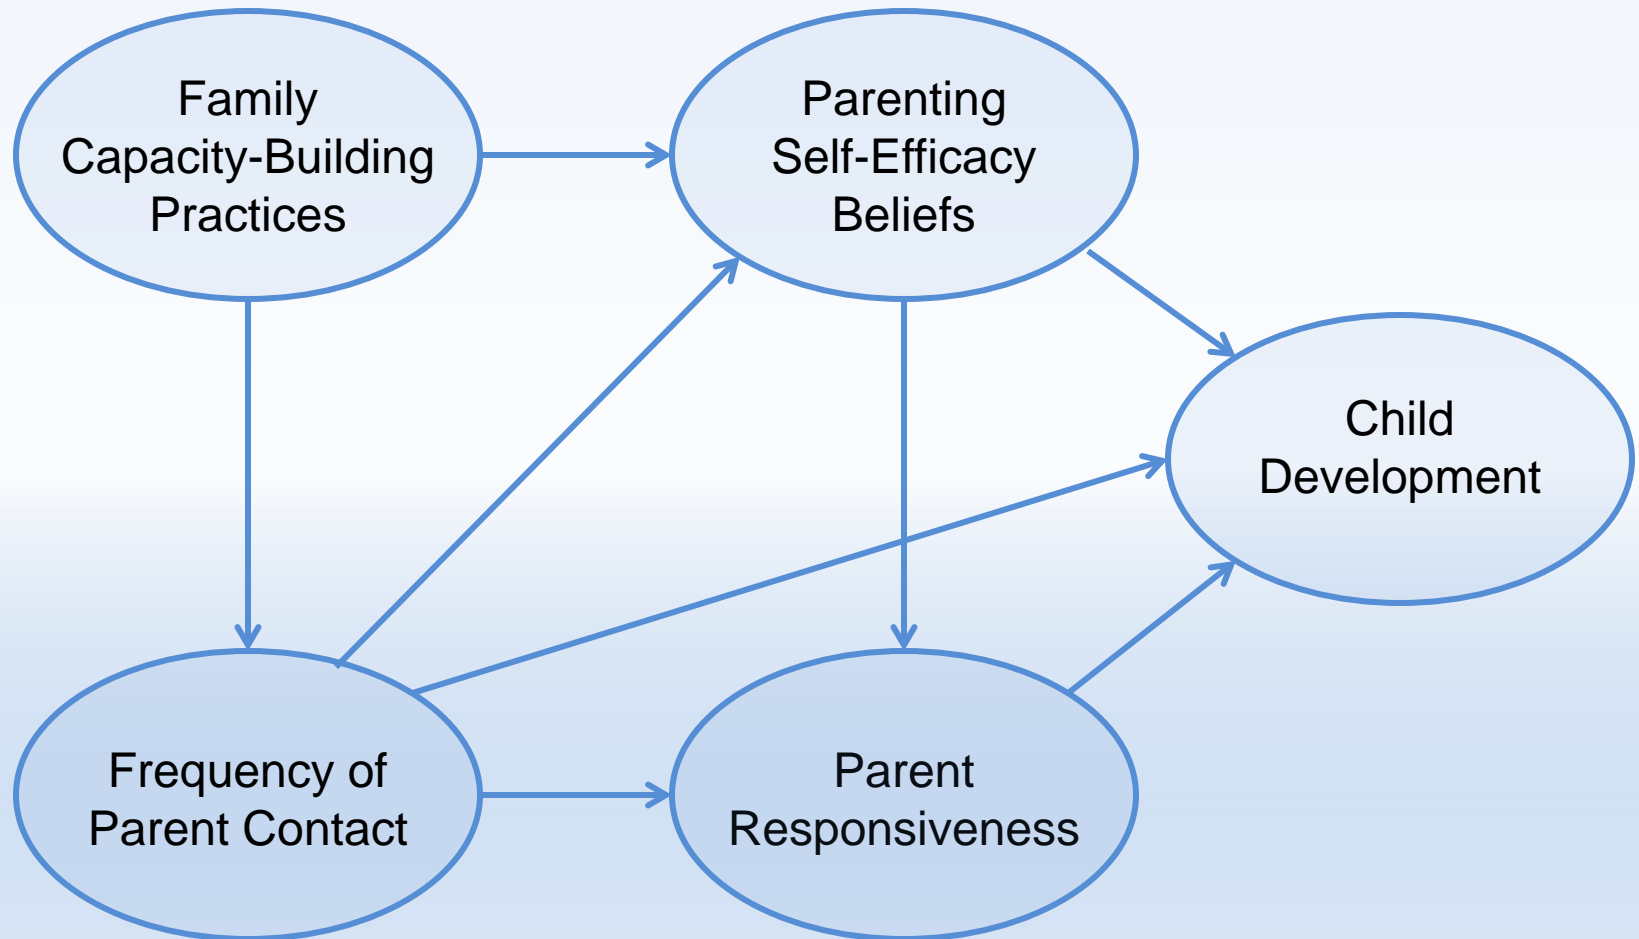 Family
Capacity-Building
Practices
Parenting
Self-Efficacy
Beliefs
Child
Development
Frequency of
Parent Contact
Parent
Responsiveness